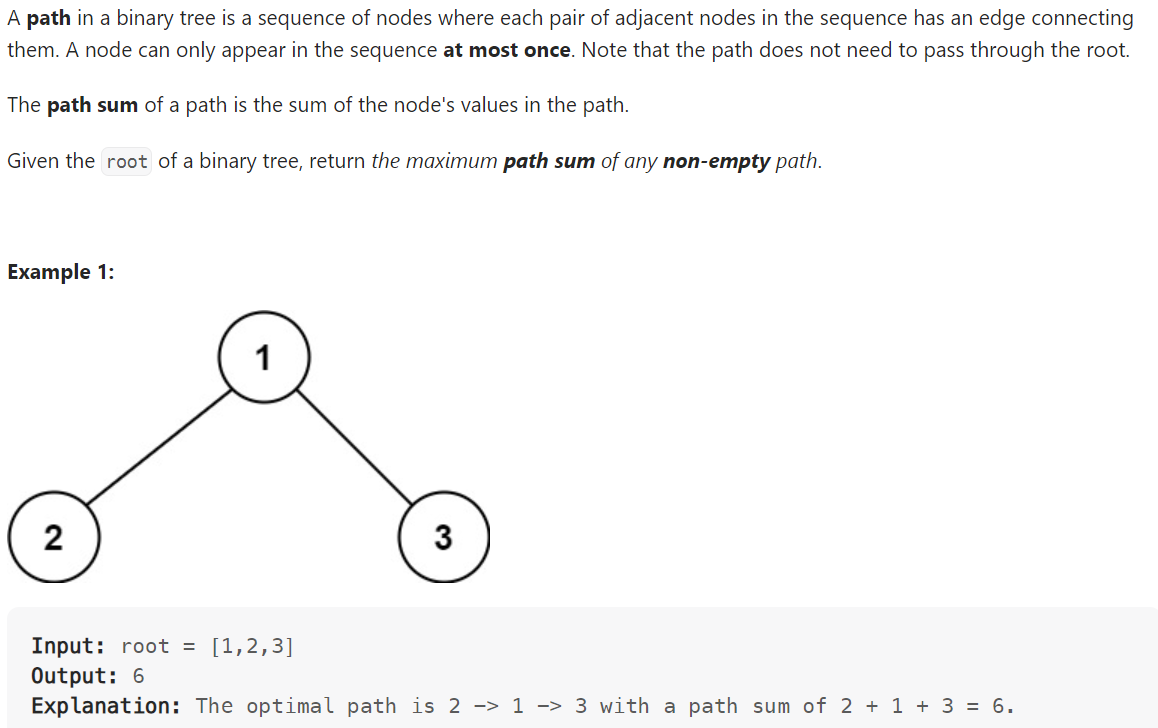 A path in a binary tree is a sequence of nodes where each pair of adjacent nodes in the sequence has an edge connecting
them. A node can only appear in the sequence at most once. Note that the path does not need to pass through the root.
The path sum of a path is the sum of the node's values in the path.
Given the root of a binary tree, return the maximum path sum of any non-empty path.
Example 1:
1
2
3
Input: root = [1,2,3]
Output: 6
Explanation: The optimal path is 2 -> 1 -> 3 with a path sum of 2 + 1 + 3 = 6.